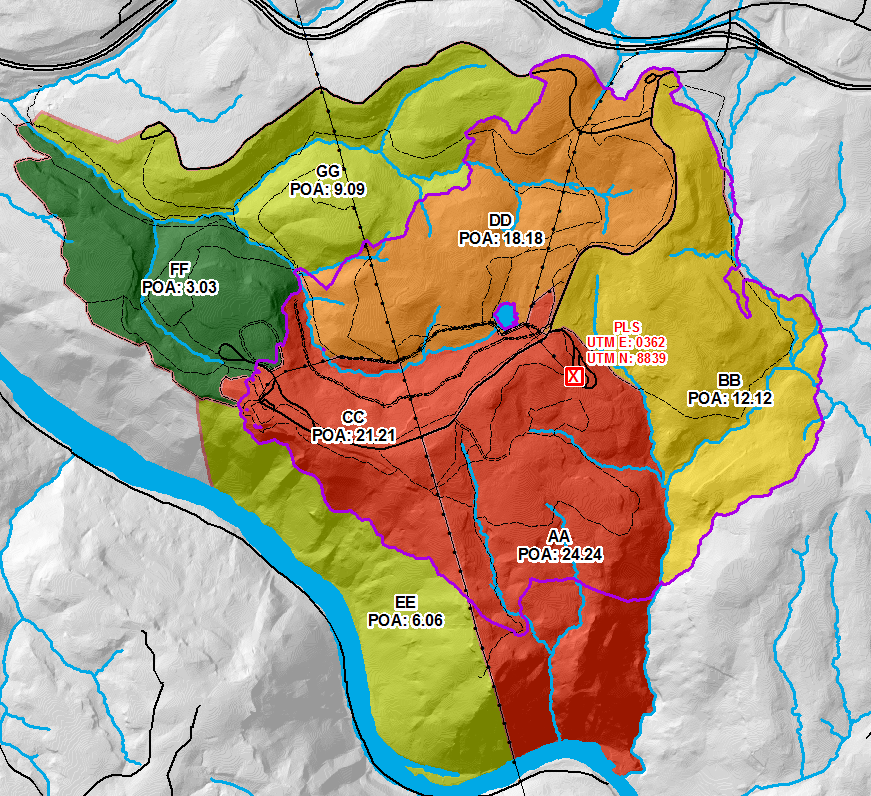 GG
POA: 9.09
DD
POA: 18.18
FF
POA: 3.03
PLS
UTM E: 0362
UTM N: 8839
X
BB
POA: 12.12
CC
POA: 21.21
AA
POA: 24.24
EE
POA: 6.06